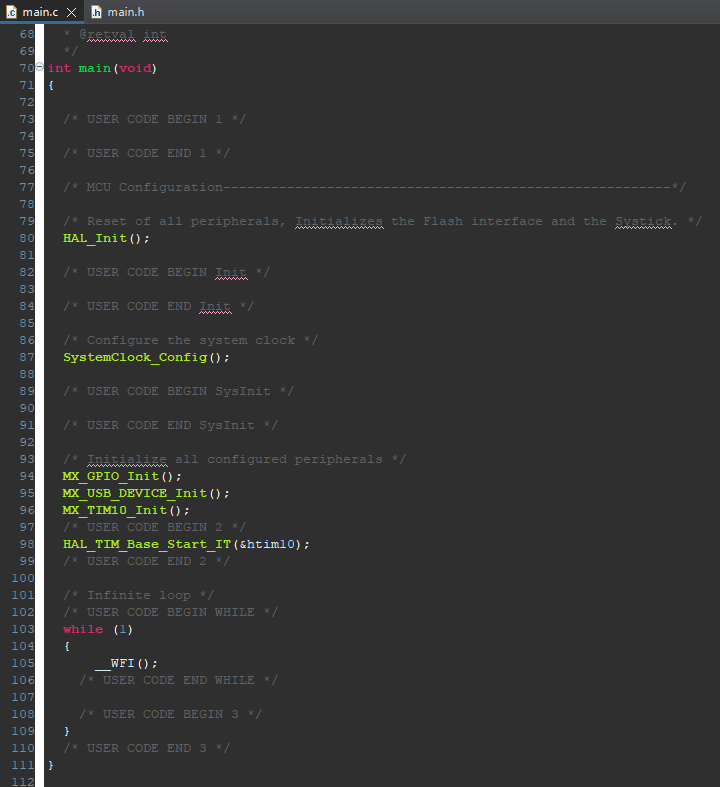 main.c main.h
68 * @retval int
69 */
70 int main(void)
71 {
72
73 /* USER CODE BEGIN 1 */
74
75 /* USER CODE END 1 */
76
77 /* MCU Configuration--------------------------------------------------------*/
78
79 /* Reset of all peripherals, Initializes the Flash interface and the Systick. */
80 HAL_Init();
81
82 /* USER CODE BEGIN Init */
83
84 /* USER CODE END Init */
85
86 /* Configure the system clock */
87 SystemClock_Config();
88
89 /* USER CODE BEGIN SysInit */
90
91 /* USER CODE END SysInit */
92
93 /* Initialize all configured peripherals */
94 MX_GPIO_Init();
95 MX_USB_DEVICE_Init();
96 MX_TIM10_Init();
97 /* USER CODE BEGIN 2 */
98 HAL_TIM_Base_Start_IT(&htim10);
99 /* USER CODE END 2 */
100
101 /* Infinite loop */
102 /* USER CODE BEGIN WHILE */
103 while (1)
104 {
105 __WFI();
106 /* USER CODE END WHILE */
107
108 /* USER CODE BEGIN 3 */
109 }
110 /* USER CODE END 3 */
111 }
112